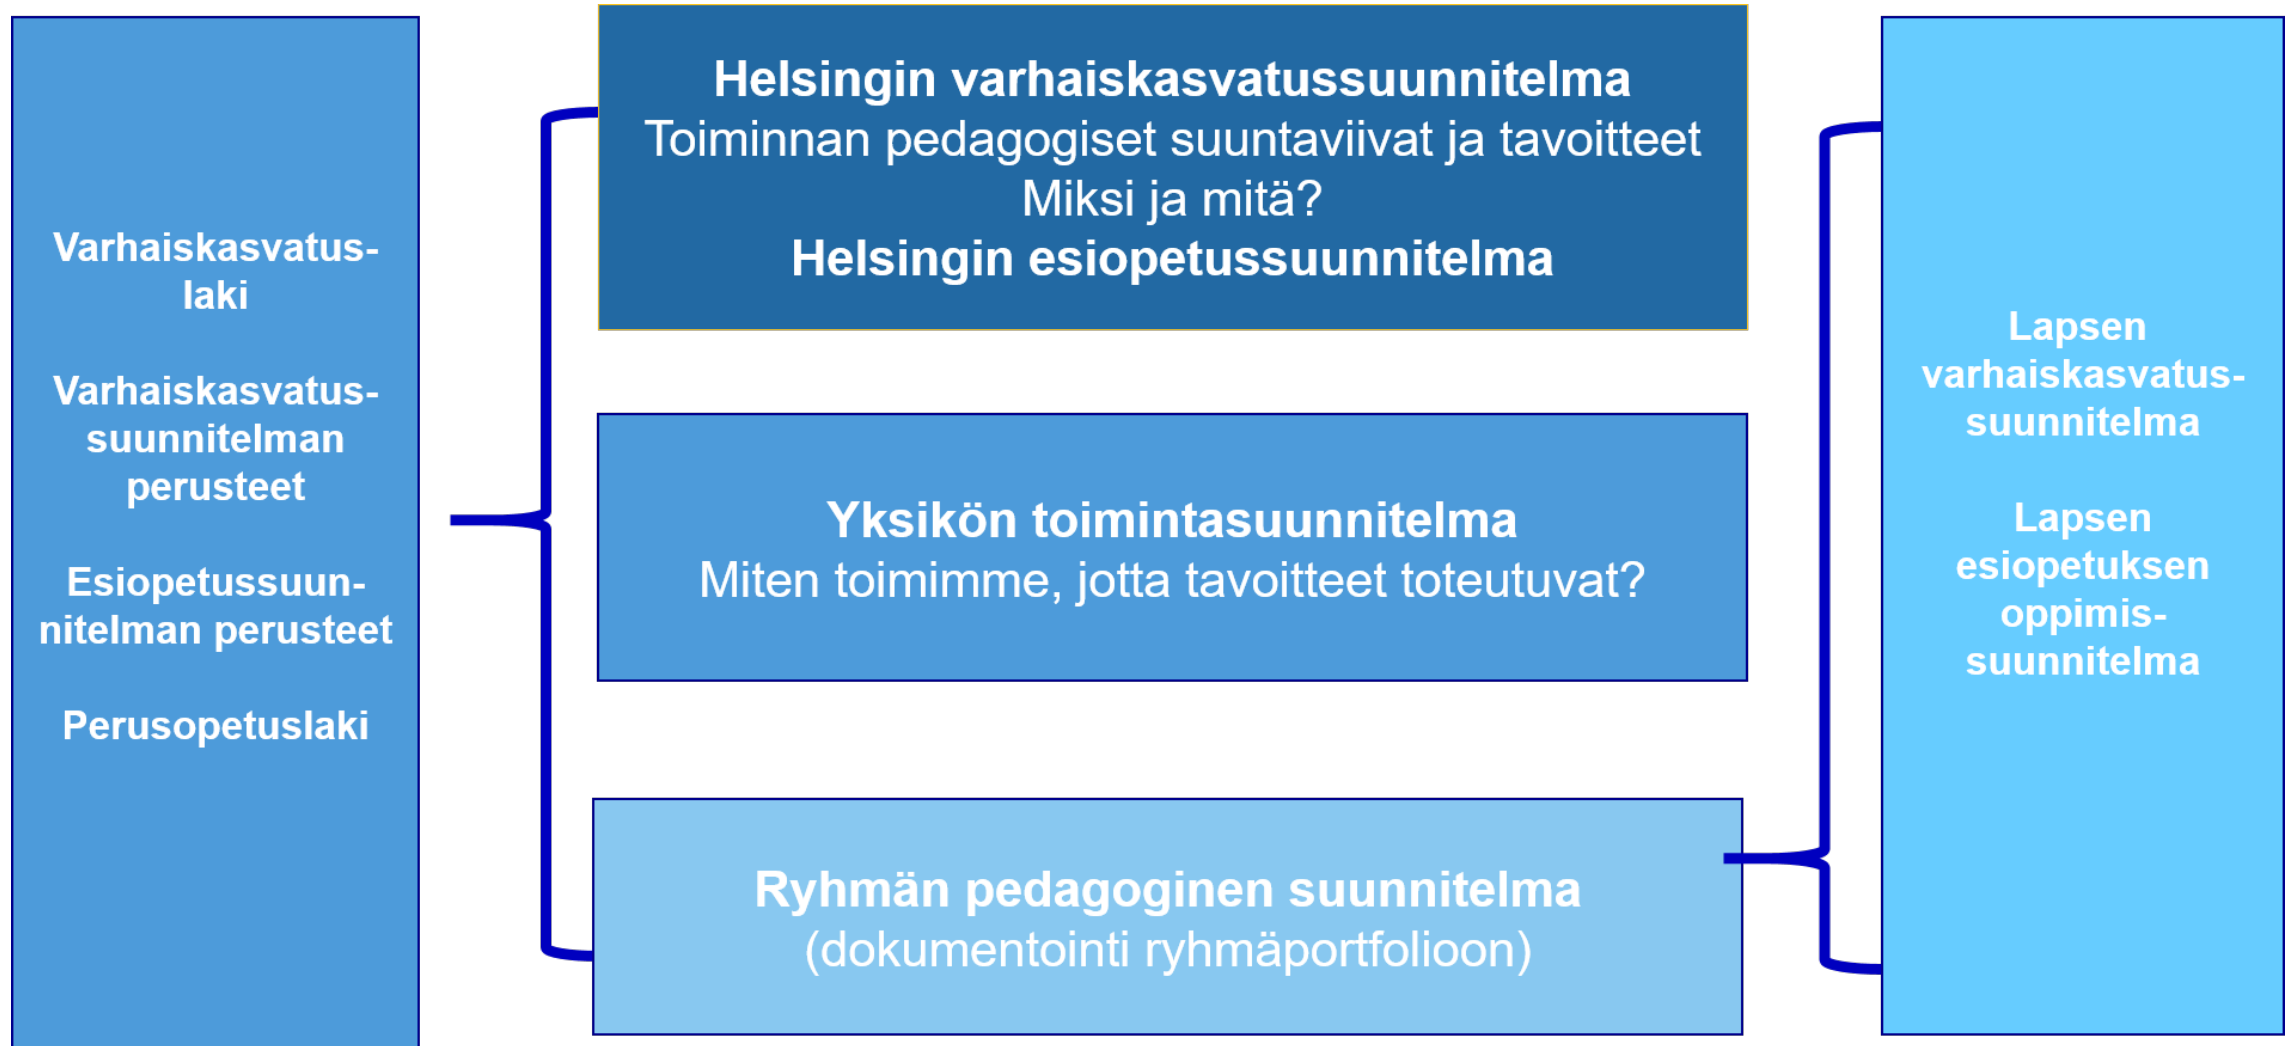 Varhaiskasvatus-
laki
Varhaiskasvatus-
suunnitelman
perusteet
Esiopetussuun-
nitelman perusteet
Perusopetuslaki
Helsingin varhaiskasvatussuunnitelma
Toiminnan pedagogiset suuntaviivat ja tavoitteet
Miksi ja mitä?
Helsingin esiopetussuunnitelma
Yksikön toimintasuunnitelma
Miten toimimme, jotta tavoitteet toteutuvat?
Ryhmän pedagoginen suunnitelma
(dokumentointi ryhmäportfolioon)
Lapsen
varhaiskasvatus-
suunnitelma
Lapsen
esiopetuksen
oppimis-
suunnitelma